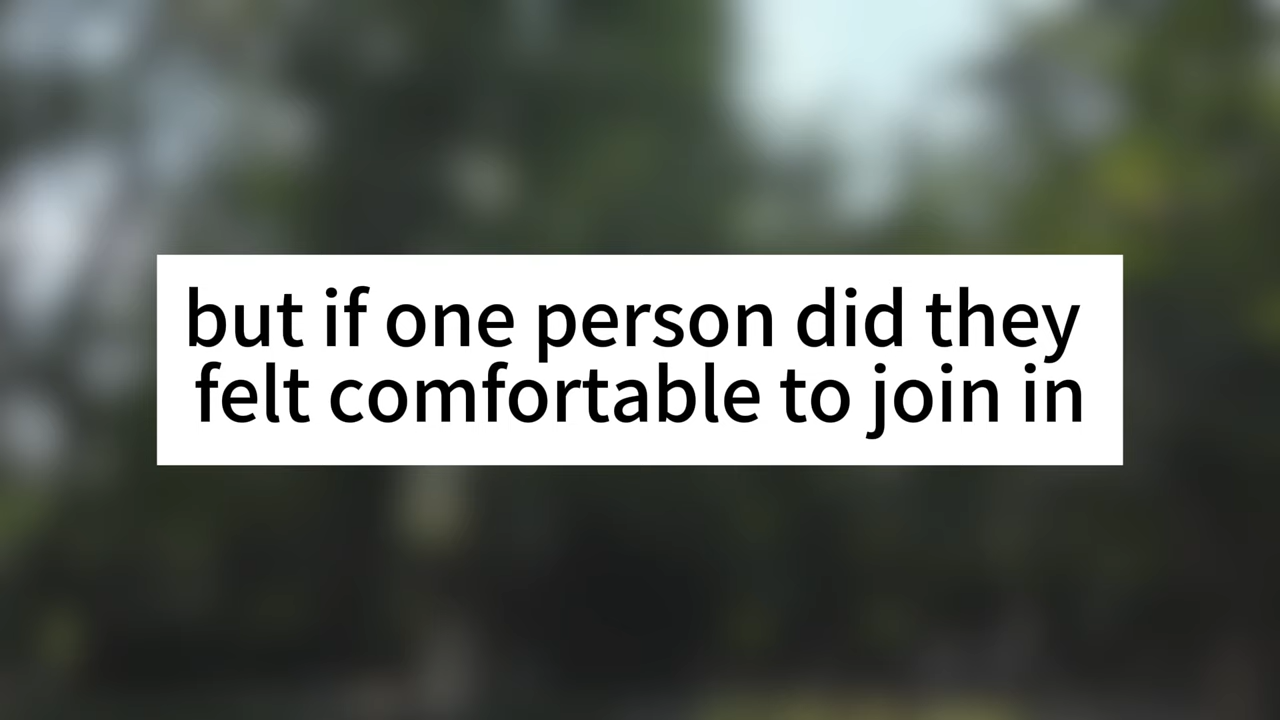 but if one person did they
felt comfortable to join in